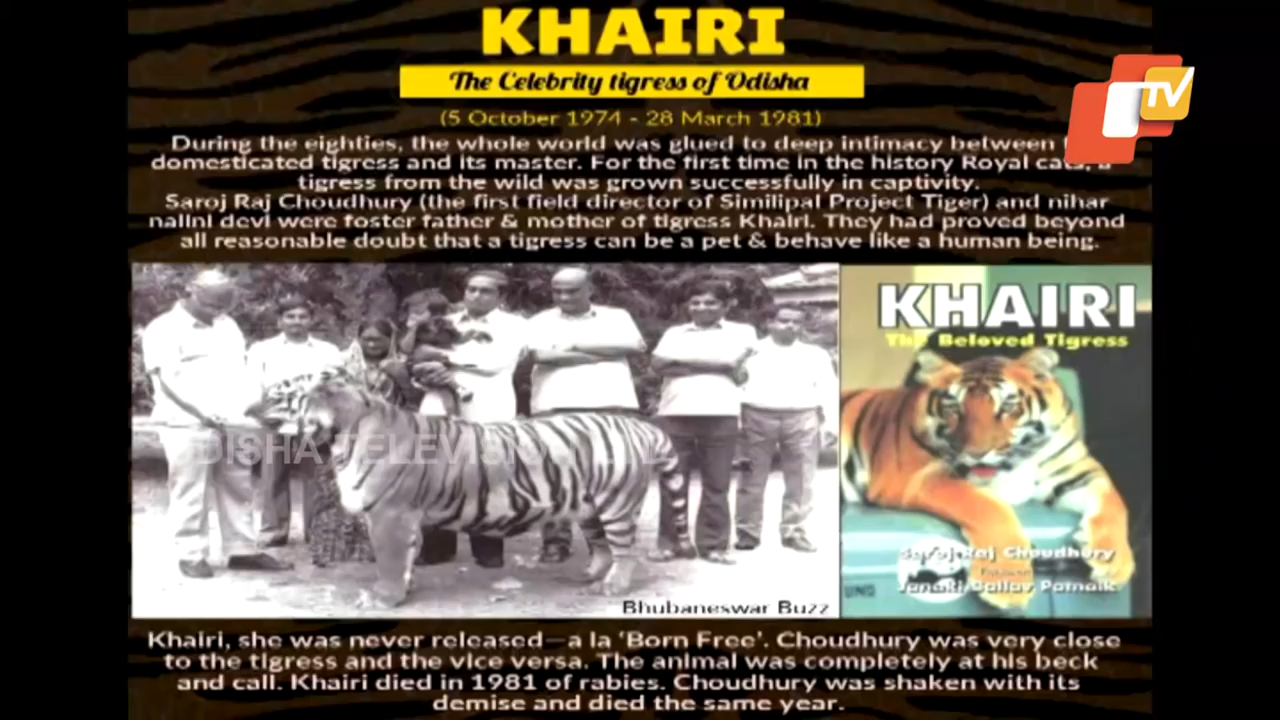 KHAIRI
The Celebrity tigress of Odisha
(5 October 1974 - 28 March 1981)
TV
During the eighties, the whole world was glued to deep intimacy between
domesticated tigress and its master. For the first time in the history Royal cats, a
tigress from the wild was grown successfully in captivity.
Saroj Raj Choudhury (the first field director of Similipal Project Tiger) and nihar
nalini devi were foster father & mother of tigress Khairi. They had proved beyond
all reasonable doubt that a tigress can be a pet & behave like a human being.
KHAIRI
The Beloved Tigress
ODISHA TELEVISION
Saroj Raj Choudhury
Janaki Ballav Patnaik
Bhubaneswar Buzz
Khairi, she was never released—a la ‘Born Free’. Choudhury was very close
to the tigress and the vice versa. The animal was completely at his beck
and call. Khairi died in 1981 of rabies. Choudhury was shaken with its
demise and died the same year.